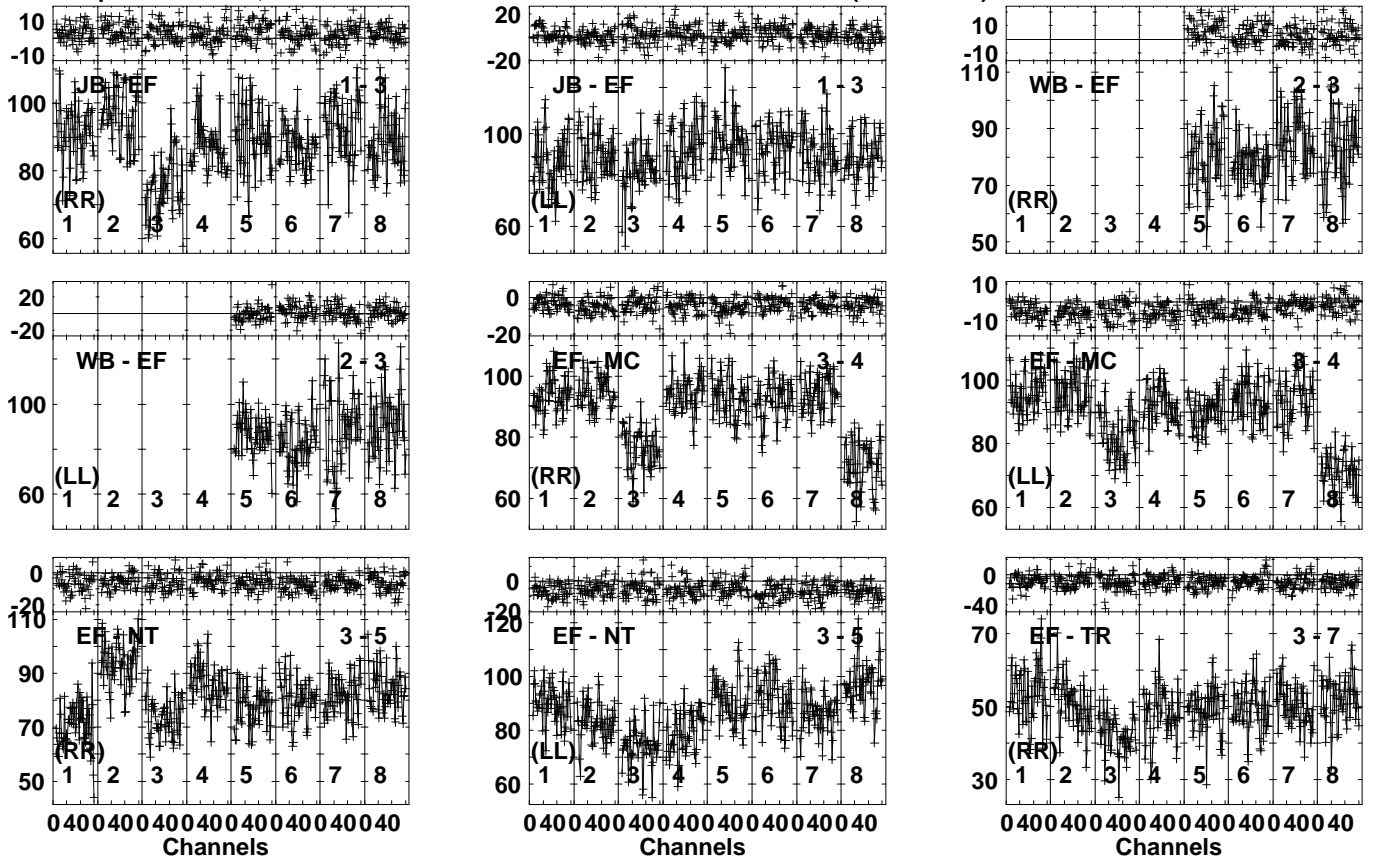 10 20 10
-10 -20 -10
JB - EF 1 - 3 JB - EF 1 - 3 110 WB - EF 2 - 3
100 100 90
80 70
(RR) (LL) (RR)
1 2 3 4 5 6 7 8 1 2 3 4 5 6 7 8 1 2 3 4 5 6 7 8
60 60 50
20 0 10
-20 -20 -10
WB - EF 2 - 3 EF - MC 3 - 4 EF - MC 3 - 4
100 100 100
80 80
(LL) (RR) (LL)
1 2 3 4 5 6 7 8 1 2 3 4 5 6 7 8 1 2 3 4 5 6 7 8
60 60 60
0 0 0
-20 -20 -40
110 EF - NT 3 - 5 120 EF - NT 3 - 5 70 EF - TR 3 - 7
90 100 50
70 80
(RR) (LL) (RR)
1 2 3 4 5 6 7 8 1 2 3 4 5 6 7 8 1 2 3 4 5 6 7 8
50 60 30
0 40 0 40 0 40 0 40 0 40 0 40 0 40 0 40 0 40 0 40 0 40 0 40 0 40 0 40 0 40 0 40 0 40 0 40 0 40 0 40 0 40 0 40 0 40 0 40
Channels Channels Channels